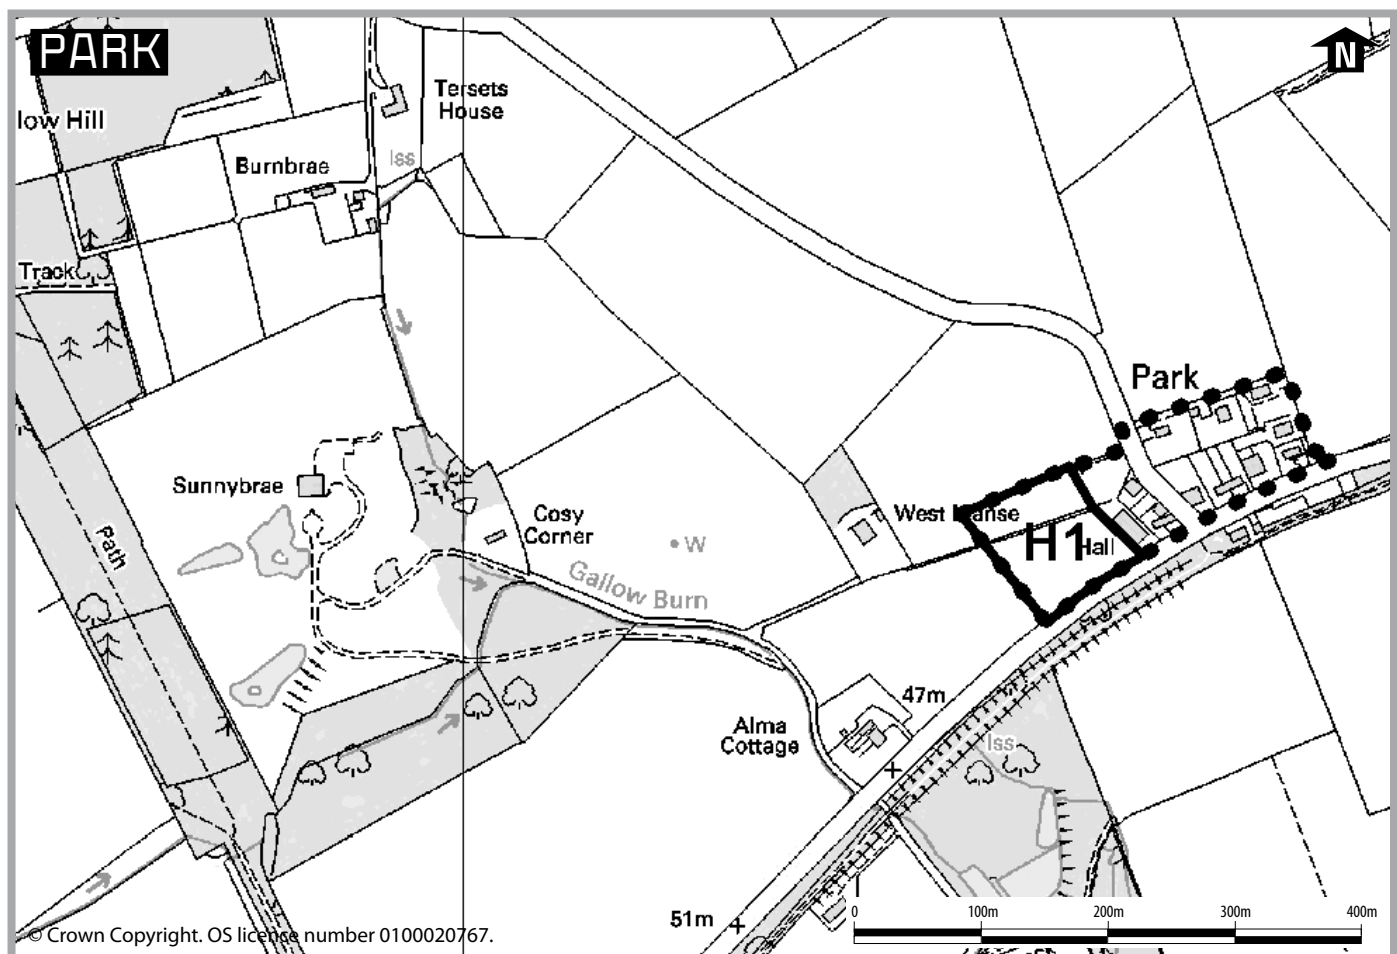 PARK
N
Tersets
House
low Hill
Iss
Burnbrae
Track
Park
Sunnybrae
Cosy
Corner
West Manse
W
H1
Hall
Path
Gallow Burn
47m
Alma
Cottage
Iss
51m
0 100m 200m 300m 400m
© Crown Copyright. OS licence number 0100020767.